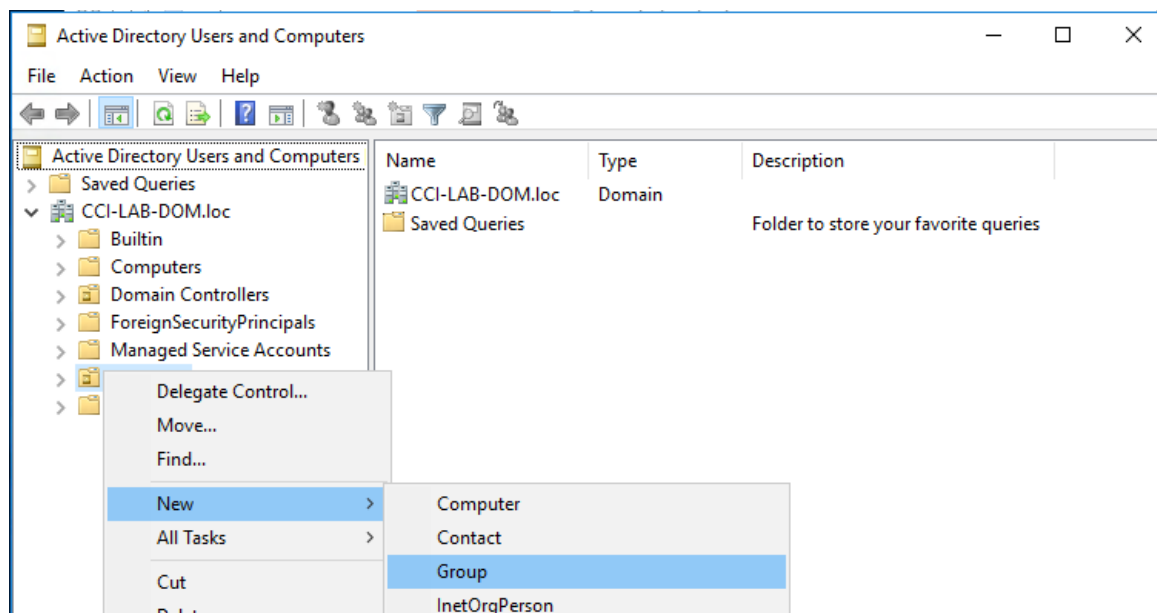 Active Directory Users and Computers
File Action View Help
Active Directory Users and Computers
Saved Queries
CCI-LAB-DOM.loc
Builtin
Computers
Domain Controllers
ForeignSecurityPrincipals
Managed Service Accounts
Name Type Description
CCI-LAB-DOM.loc Domain
Saved Queries Folder to store your favorite queries
Delegate Control...
Move...
Find...
New
All Tasks
Cut
Computer
Contact
Group
InetOrgPerson